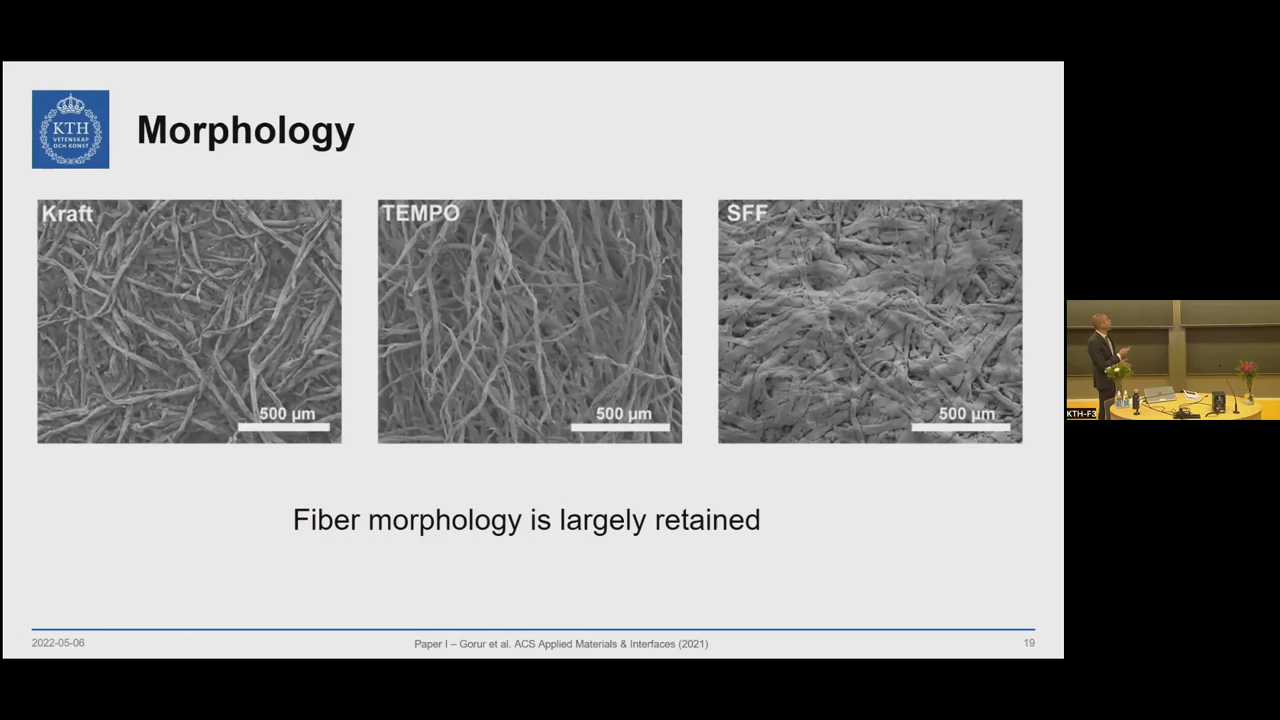 KTH
VETENSKAP
OCH KONST
Morphology
Kraft
500 µm
TEMPO
500 µm
SFF
500 µm
Fiber morphology is largely retained
2022-05-06
Paper I – Gorur et al. ACS Applied Materials & Interfaces (2021)
19
KTH-F3